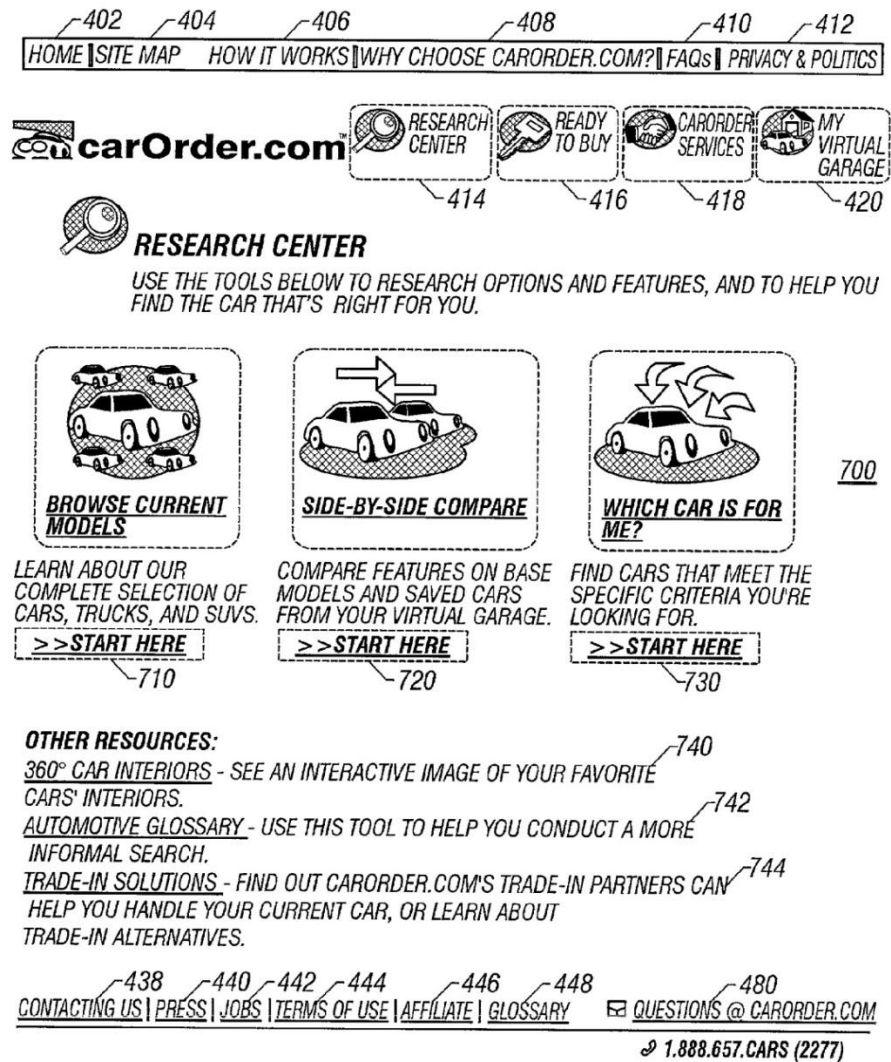 402 404 406 408 410 412
HOME SITE MAP HOW IT WORKS WHY CHOOSE CARORDER.COM? FAQs PRIVACY & POLITICS
carOrder.com™
RESEARCH CENTER
READY TO BUY
CARORDER SERVICES
MY VIRTUAL GARAGE
414 416 418 420
RESEARCH CENTER
USE THE TOOLS BELOW TO RESEARCH OPTIONS AND FEATURES, AND TO HELP YOU
FIND THE CAR THAT'S RIGHT FOR YOU.
700
BROWSE CURRENT
MODELS
LEARN ABOUT OUR
COMPLETE SELECTION OF
CARS, TRUCKS, AND SUVS.
>>START HERE
710
SIDE-BY-SIDE COMPARE
COMPARE FEATURES ON BASE
MODELS AND SAVED CARS
FROM YOUR VIRTUAL GARAGE.
>>START HERE
720
WHICH CAR IS FOR
ME?
FIND CARS THAT MEET THE
SPECIFIC CRITERIA YOU'RE
LOOKING FOR.
>>START HERE
730
OTHER RESOURCES:
740
360° CAR INTERIORS - SEE AN INTERACTIVE IMAGE OF YOUR FAVORITE
CARS' INTERIORS.
742
AUTOMOTIVE GLOSSARY - USE THIS TOOL TO HELP YOU CONDUCT A MORE
INFORMAL SEARCH.
744
TRADE-IN SOLUTIONS - FIND OUT CARORDER.COM'S TRADE-IN PARTNERS CAN
HELP YOU HANDLE YOUR CURRENT CAR, OR LEARN ABOUT
TRADE-IN ALTERNATIVES.
438 440 442 444 446 448 480
CONTACTING US | PRESS | JOBS | TERMS OF USE | AFFILIATE | GLOSSARY QUESTIONS @ CARORDER.COM
1.888.657.CARS (2277)